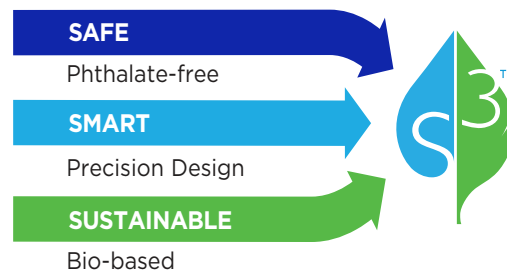 SAFE
Phthalate-free
SMART
Precision Design
SUSTAINABLE
Bio-based
S3